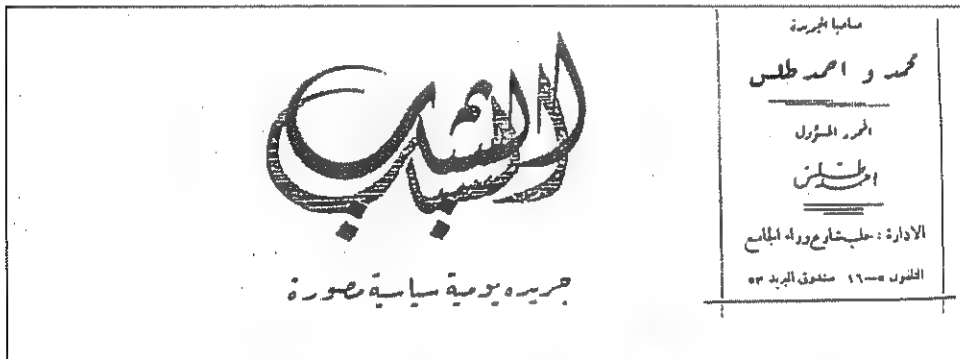 صاحبا الجريدة
محمد و احمد طلس
المحرر المسؤول
احمد طلس
الادارة : حلب شارع وراء الجامع
التلفون ٥-١٦ صندوق البريد ٥٣
الشباب
جريده يومية سياسية مصورة